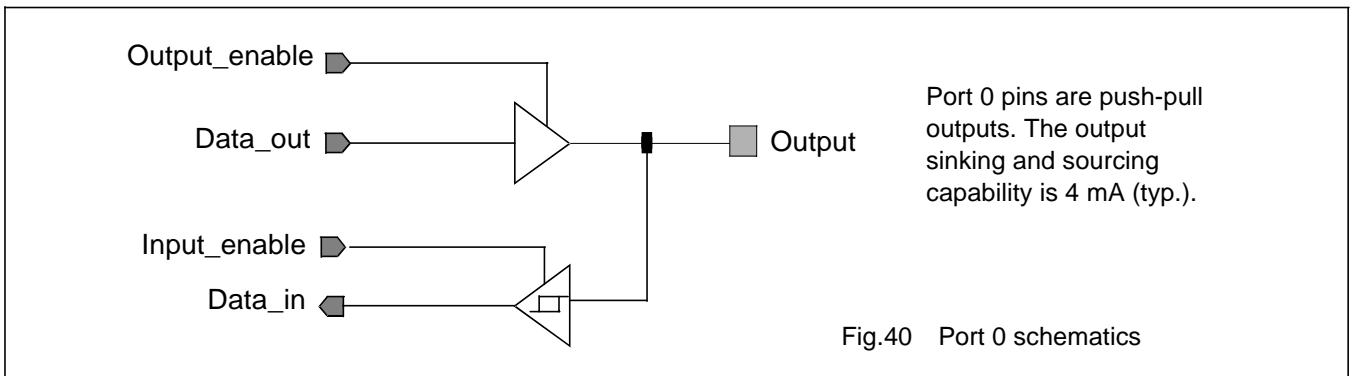 Output_enable
Data_out
Output
Input_enable
Data_in
Port 0 pins are push-pull
outputs. The output
sinking and sourcing
capability is 4 mA (typ.).
Fig.40 Port 0 schematics